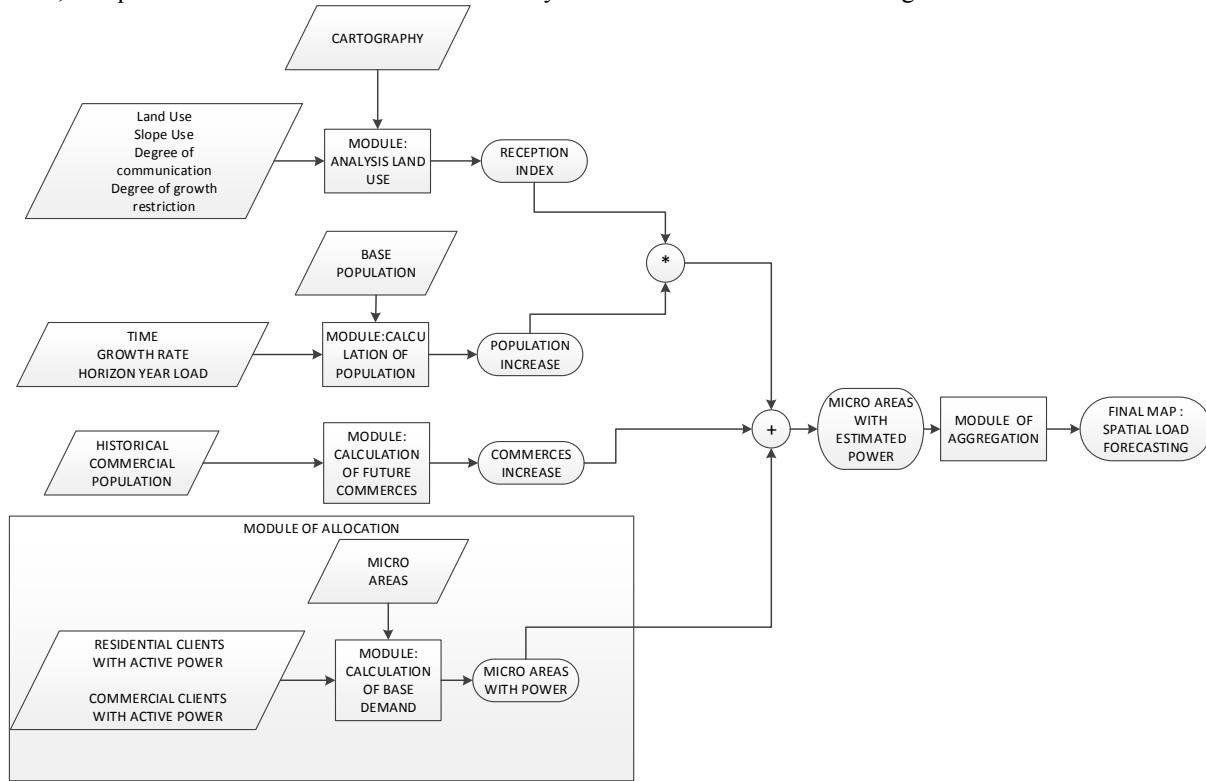 CARTOGRAPHY
Land Use
Slope Use
Degree of
communication
Degree of growth
restriction
MODULE:
ANALYSIS LAND
USE
RECEPTION
INDEX
BASE
POPULATION
*
TIME
GROWTH RATE
HORIZON YEAR LOAD
MODULE:CALCU
LATION OF
POPULATION
POPULATION
INCREASE
HISTORICAL
COMMERCIAL
POPULATION
MODULE:
CALCULATION
OF FUTURE
COMMERCES
COMMERCES
INCREASE
+
MICRO AREAS
WITH
ESTIMATED
POWER
MODULE OF
AGGREGATION
FINAL MAP :
SPATIAL LOAD
FORECASTING
MODULE OF ALLOCATION
MICRO
AREAS
RESIDENTIAL CLIENTS
WITH ACTIVE POWER
COMMERCIAL CLIENTS
WITH ACTIVE POWER
MODULE:
CALCULATION
OF BASE
DEMAND
MICRO AREAS
WITH POWER